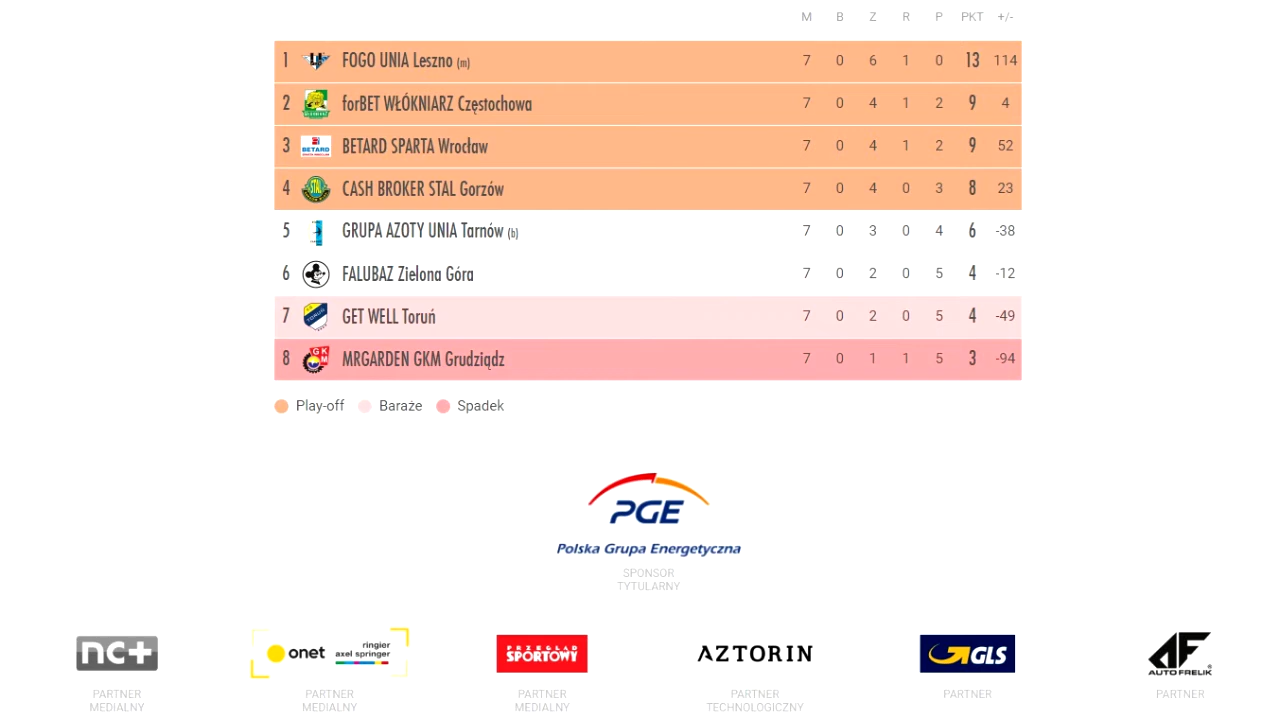 M B Z R P PKT +/-
1 FOGO UNIA Leszno (m) 7 0 6 1 0 13 114
2 forBET WŁÓKNIARZ Częstochowa 7 0 4 1 2 9 4
3 BETARD SPARTA Wrocław 7 0 4 1 2 9 52
4 CASH BROKER STAL Gorzów 7 0 4 0 3 8 23
5 GRUPA AZOTY UNIA Tarnów (b) 7 0 3 0 4 6 -38
6 FALUBAZ Zielona Góra 7 0 2 0 5 4 -12
7 GET WELL Toruń 7 0 2 0 5 4 -49
8 MRGARDEN GKM Grudziądz 7 0 1 1 5 3 -94
Play-off Baraże Spadek
PGE
Polska Grupa Energetyczna
SPONSOR
TYTULARNY
nc+
PARTNER
MEDIALNY
onet ringier
axel springer
PARTNER
MEDIALNY
PRZEGLĄD
SPORTOWY
PARTNER
MEDIALNY
AZTORIN
PARTNER
TECHNOLOGICZNY
GLS
PARTNER
AF
AUTO FRELIK
PARTNER